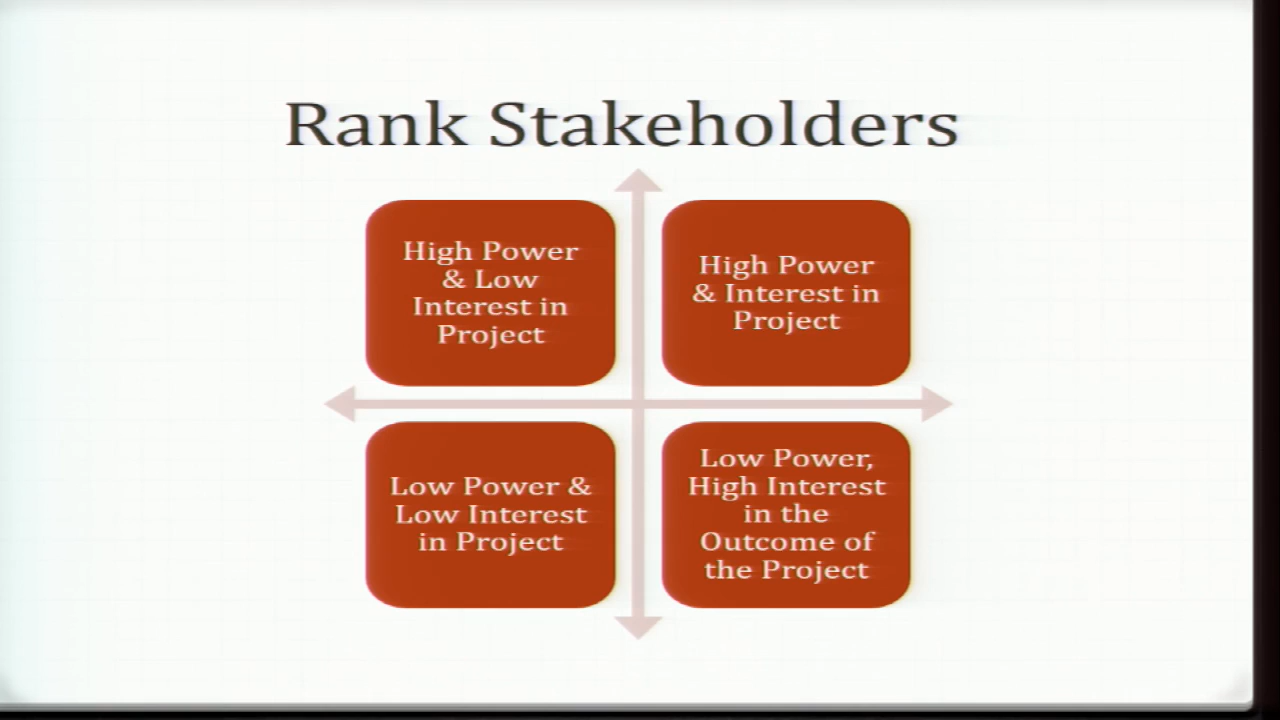 Rank Stakeholders
High Power
& Low
Interest in
Project
High Power
& Interest in
Project
Low Power &
Low Interest
in Project
Low Power,
High Interest
in the
Outcome of
the Project